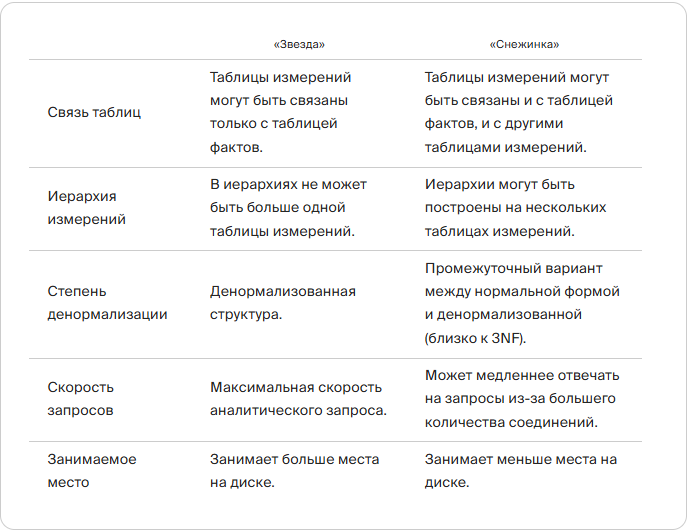 «Звезда»
«Снежинка»
Связь таблиц
Таблицы измерений
могут быть связаны
только с таблицей
фактов.
Таблицы измерений могут
быть связаны и с таблицей
фактов, и с другими
таблицами измерений.
Иерархия
измерений
В иерархиях не может
быть больше одной
таблицы измерений.
Иерархии могут быть
построены на нескольких
таблицах измерений.
Степень
денормализации
Денормализованная
структура.
Промежуточный вариант
между нормальной формой
и денормализованной
(близко к 3NF).
Скорость
запросов
Максимальная скорость
аналитического запроса.
Может медленнее отвечать
на запросы из-за большего
количества соединений.
Занимаемое
место
Занимает больше места
на диске.
Занимает меньше места на
диске.